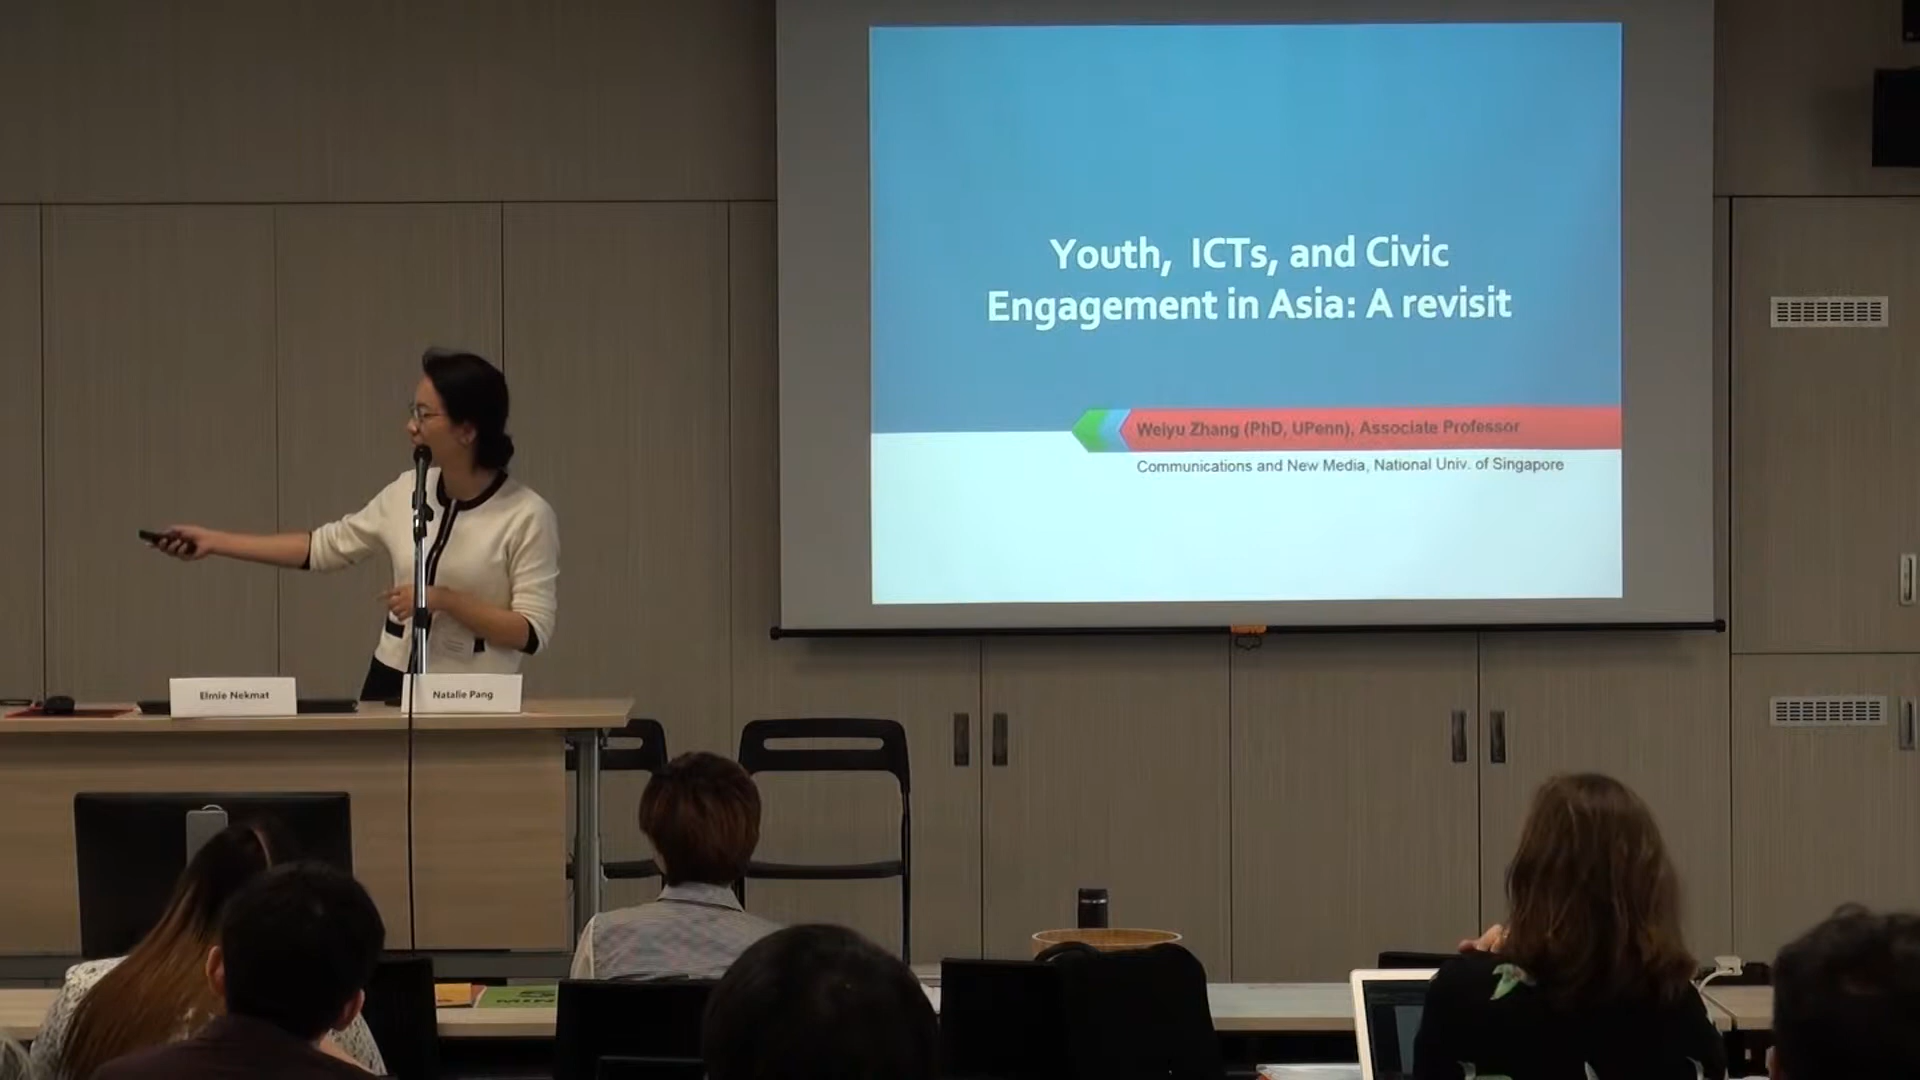 Youth, ICTs, and Civic
Engagement in Asia: A revisit
Weiyu Zhang (PhD, UPenn), Associate Professor
Communications and New Media, National Univ. of Singapore
Elmie Nekmat
Natalie Pang